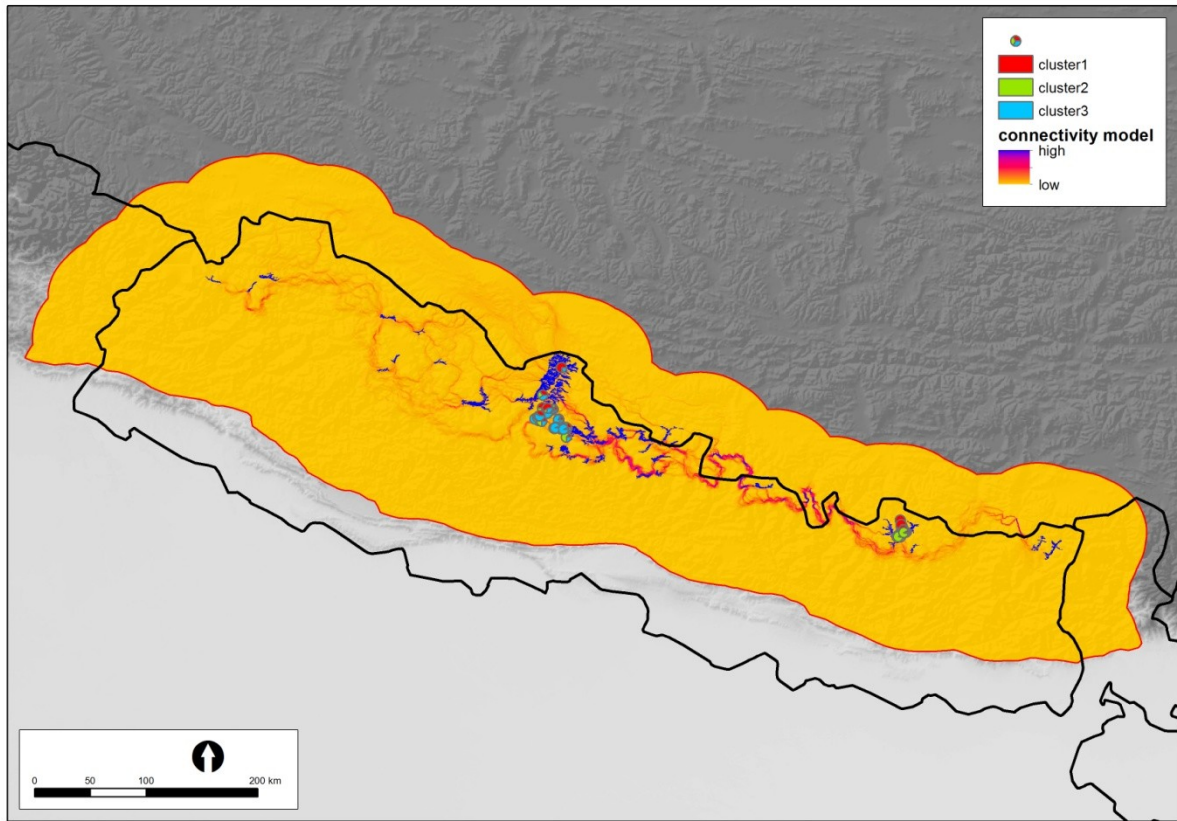 cluster1
cluster2
cluster3
connectivity model
high
low
0 50 100 200 km